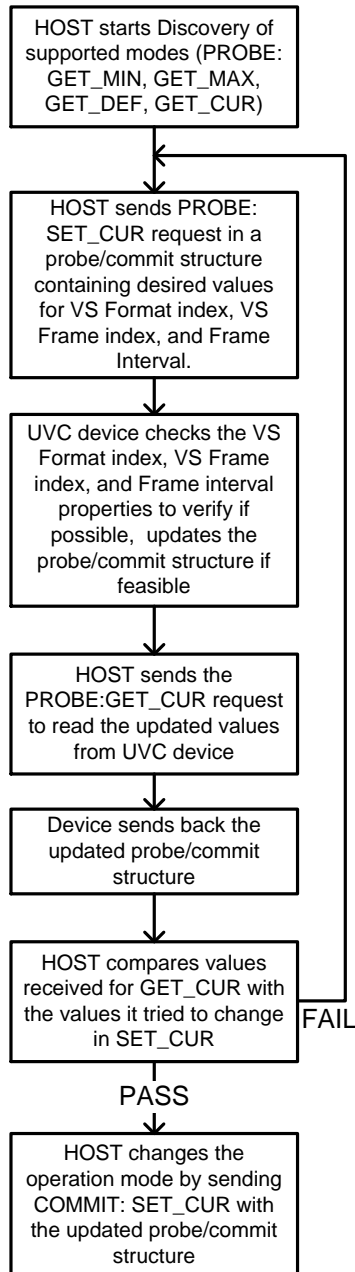 HOST starts Discovery of
supported modes (PROBE:
GET_MIN, GET_MAX,
GET_DEF, GET_CUR)
HOST sends PROBE:
SET_CUR request in a
probe/commit structure
containing desired values
for VS Format index, VS
Frame index, and Frame
Interval.
UVC device checks the VS
Format index, VS Frame
index, and Frame interval
properties to verify if
possible, updates the
probe/commit structure if
feasible
HOST sends the
PROBE:GET_CUR request
to read the updated values
from UVC device
Device sends back the
updated probe/commit
structure
HOST compares values
received for GET_CUR with
the values it tried to change
in SET_CUR
FAIL
PASS
HOST changes the
operation mode by sending
COMMIT: SET_CUR with
the updated probe/commit
structure